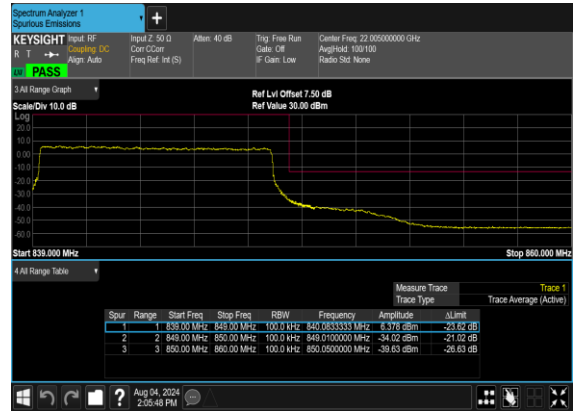 Spectrum Analyzer 1
Spurious Emissions
KEYSIGHT
R T
Input: RF
Coupling: DC
Align: Auto
Input Z: 50 Ω
Corr CCorr
Freq Ref: Int (S)
Atten: 40 dB
Trig: Free Run
Gate: Off
IF Gain: Low
Center Freq: 22.005000000 GHz
Avg|Hold: 100/100
Radio Std: None
PASS
3 All Range Graph
Ref Lvl Offset 7.50 dB
Scale/Div 10.0 dB
Ref Value 30.00 dBm
Log
20.0
10.0
0.00
-10.0
-20.0
-30.0
-40.0
-50.0
-60.0
Start 839.000 MHz
Stop 860.000 MHz
4 All Range Table
Measure Trace Trace 1
Trace Type Trace Average (Active)
Spur Range Start Freq Stop Freq RBW Frequency Amplitude ΔLimit
1 1 839.00 MHz 849.00 MHz 100.0 kHz 840.0833333 MHz 6.378 dBm -23.62 dB
2 2 849.00 MHz 850.00 MHz 100.0 kHz 849.0100000 MHz -34.02 dBm -21.02 dB
3 3 850.00 MHz 860.00 MHz 100.0 kHz 850.0500000 MHz -39.63 dBm -26.63 dB
Aug 04, 2024
2:05:48 PM